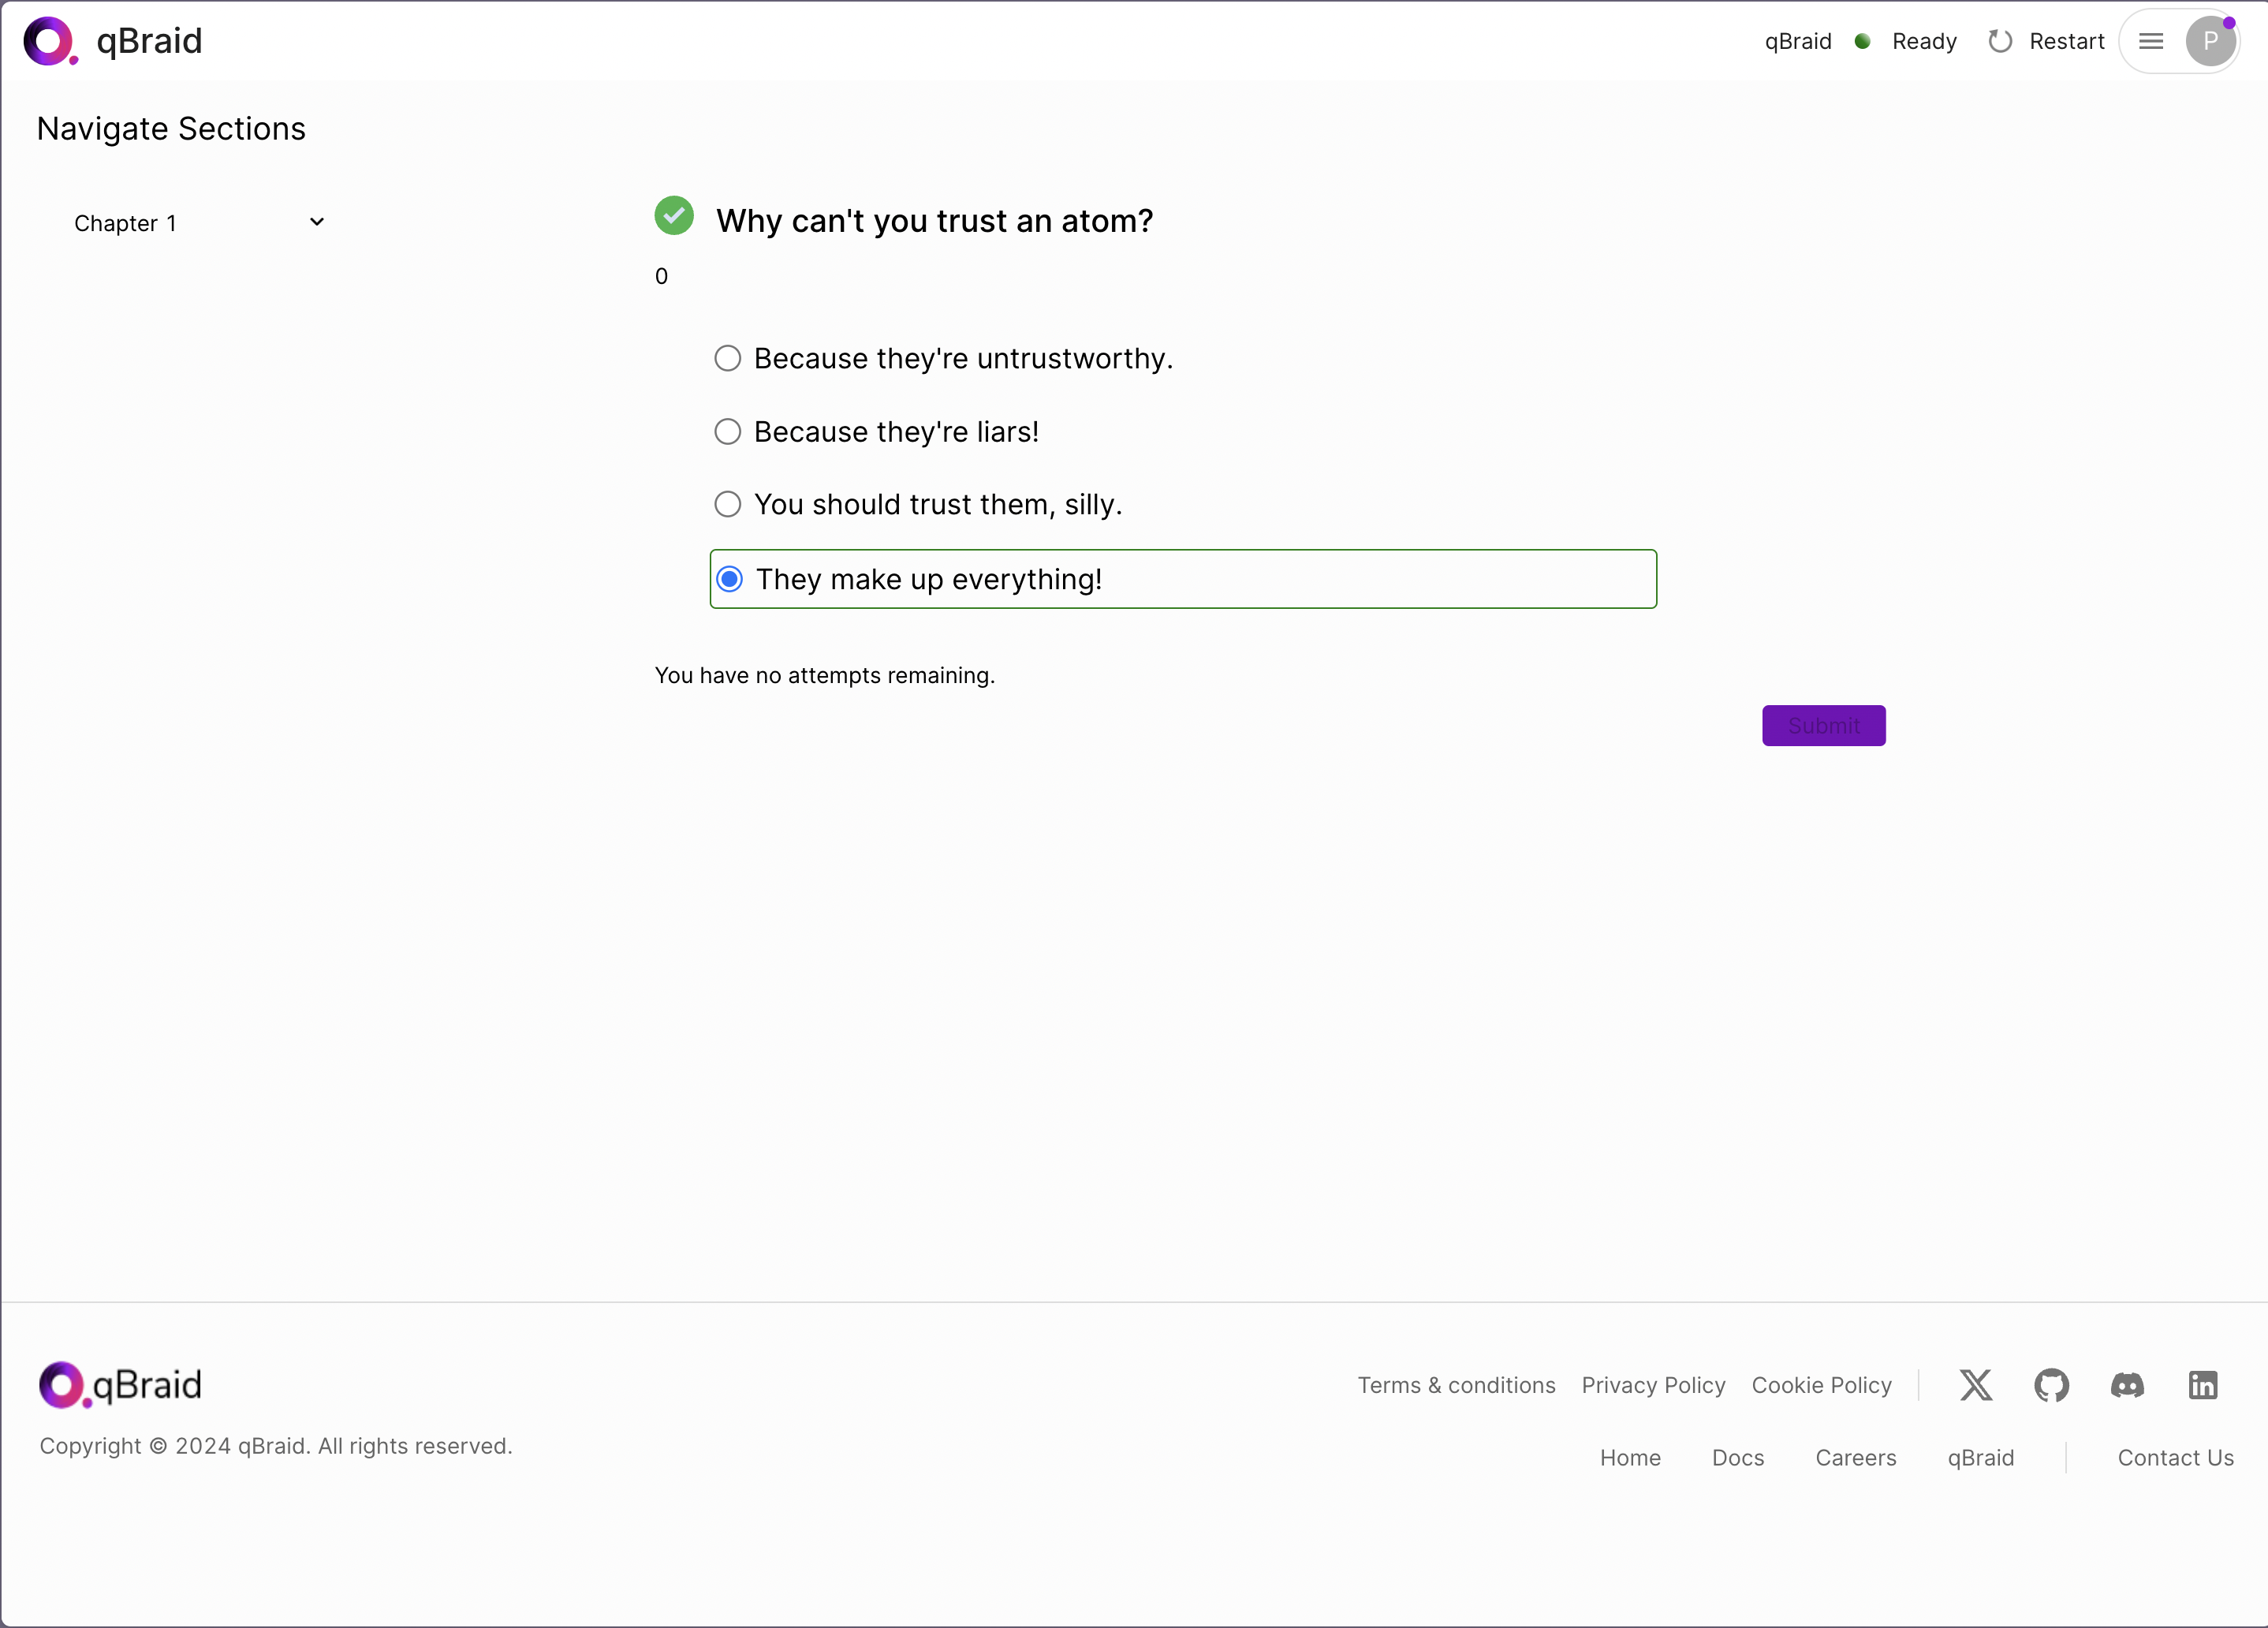 qBraid
qBraid Ready Restart P
Navigate Sections
Chapter 1
Why can't you trust an atom?
0
Because they're untrustworthy.
Because they're liars!
You should trust them, silly.
They make up everything!
You have no attempts remaining.
Submit
qBraid
Terms & conditions Privacy Policy Cookie Policy
Copyright © 2024 qBraid. All rights reserved.
Home Docs Careers qBraid Contact Us